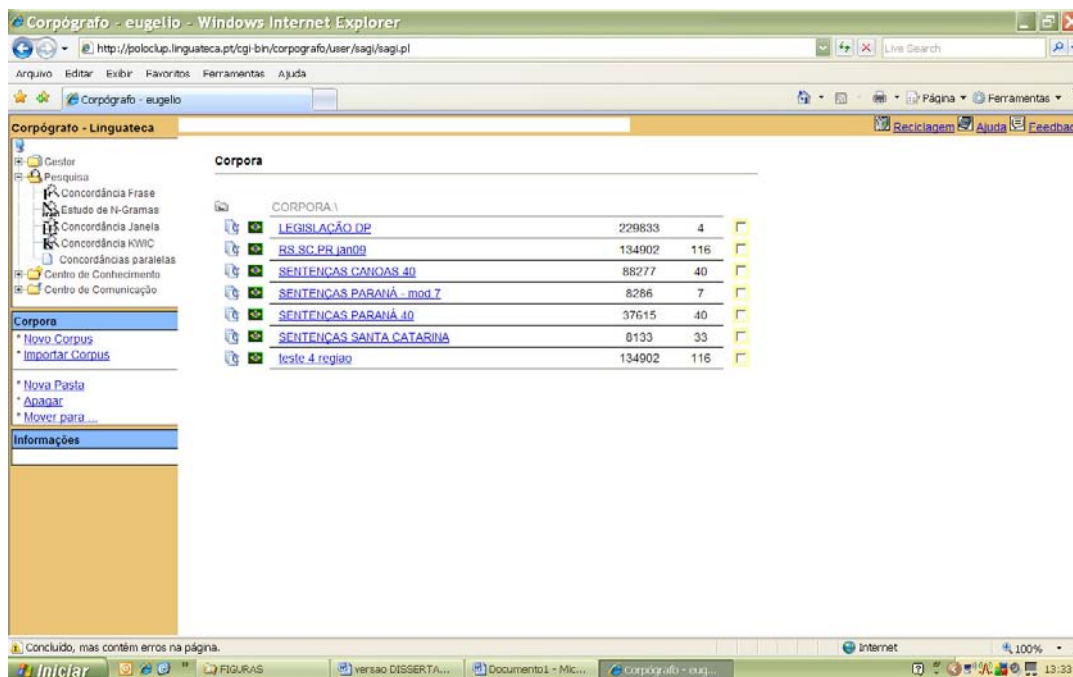 Corpógrafo - eugelio - Windows Internet Explorer
http://poloclup.linguateca.pt/cgi-bin/corpografo/user/sagi/sagi.pl
Live Search
Arquivo Editar Exibir Favoritos Ferramentas Ajuda
Corpógrafo - eugelio
Página Ferramentas
Corpógrafo - Linguateca
Reciclagem Ajuda Feedbac
Gestor
Pesquisa
Concordância Frase
Estudo de N-Gramas
Concordância Janela
Concordância KWIC
Concordâncias paralelas
Centro de Conhecimento
Centro de Comunicação
Corpora
* Novo Corpus
* Importar Corpus
* Nova Pasta
* Apagar
* Mover para ...
Informações
Corpora
CORPORA:\
LEGISLAÇÃO DP 229833 4
RS.SC.PR jan09 134902 116
SENTENÇAS CANOAS 40 88277 40
SENTENÇAS PARANÁ - mod 7 8286 7
SENTENÇAS PARANÁ 40 37615 40
SENTENÇAS SANTA CATARINA 8133 33
teste 4 regiao 134902 116
Concluído, mas contém erros na página.
Internet 100%
Iniciar FIGURAS versao DISSERTA... Documento1 - Mic... Corpógrafo - eug... 13:33